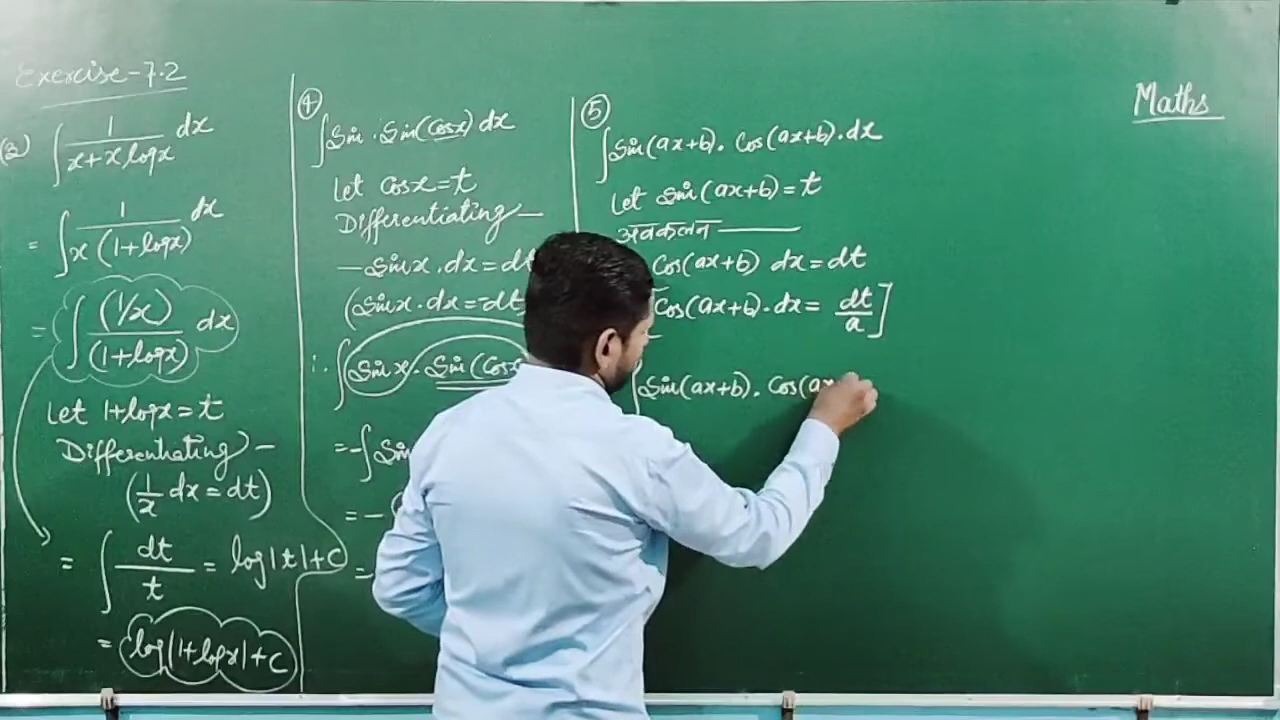 Exercise-7.2
Maths
(3) ∫ 1/(x+x logx) dx
= ∫ 1/(x (1+logx)) dx
= ∫ (1/x)/(1+logx) dx
Let 1+logx = t
Differentiating -
(1/x dx = dt)
= ∫ dt/t = log|t|+C
= log|1+logx|+C
④
∫ Sin . Sin(Cosx) dx
Let Cosx = t
Differentiating —
- Sinx . dx = dt
(Sinx . dx = -dt
∴ ∫ Sinx . Sin (Cosx
= -∫ Sin
= -
=
⑤
∫ Sin(ax+b). Cos(ax+b).dx
Let Sin(ax+b) = t
अवकलन —
Cos(ax+b) dx = dt
Cos(ax+b).dx = dt/a ]
∫ Sin(ax+b). Cos(ax